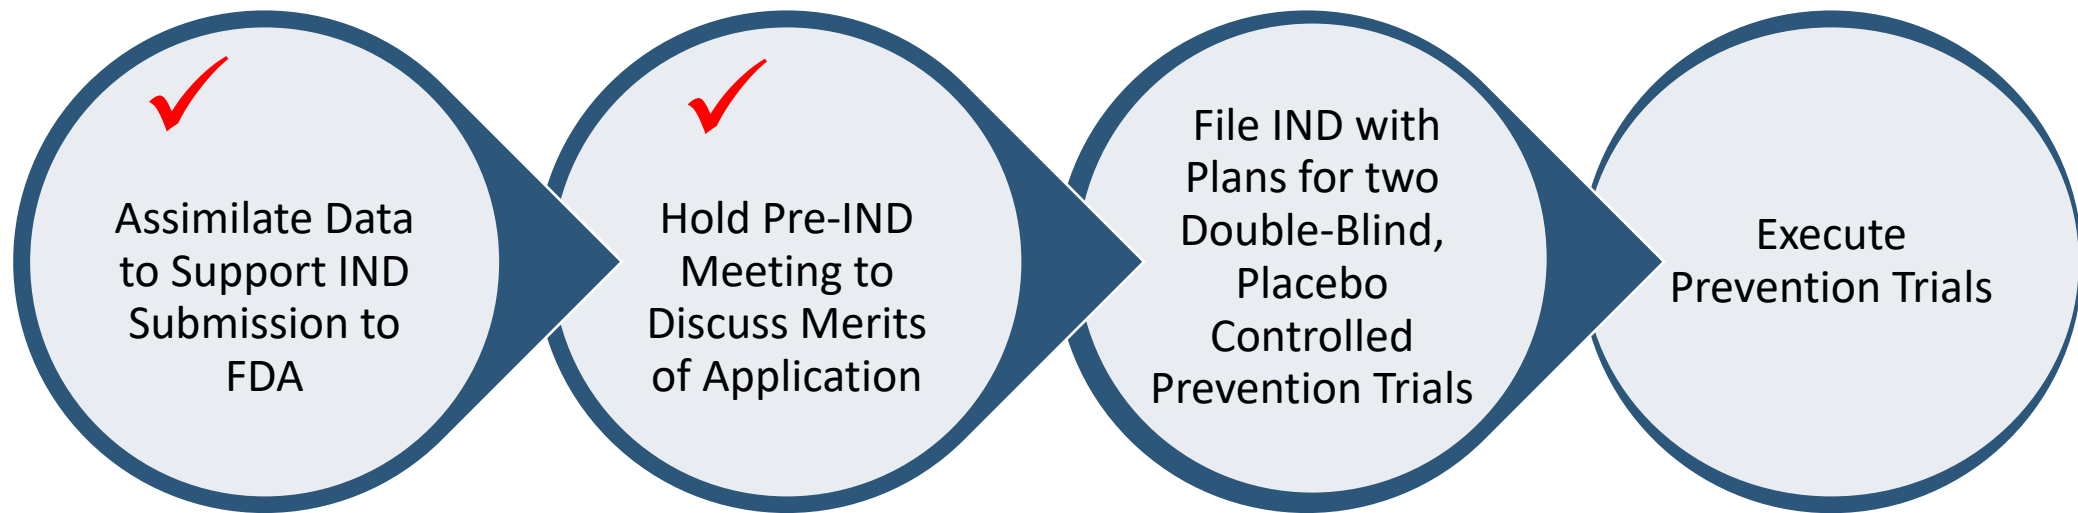 Assimilate Data
to Support IND
Submission to
FDA
Hold Pre-IND
Meeting to
Discuss Merits
of Application
File IND with
Plans for two
Double-Blind,
Placebo
Controlled
Prevention Trials
Execute
Prevention Trials